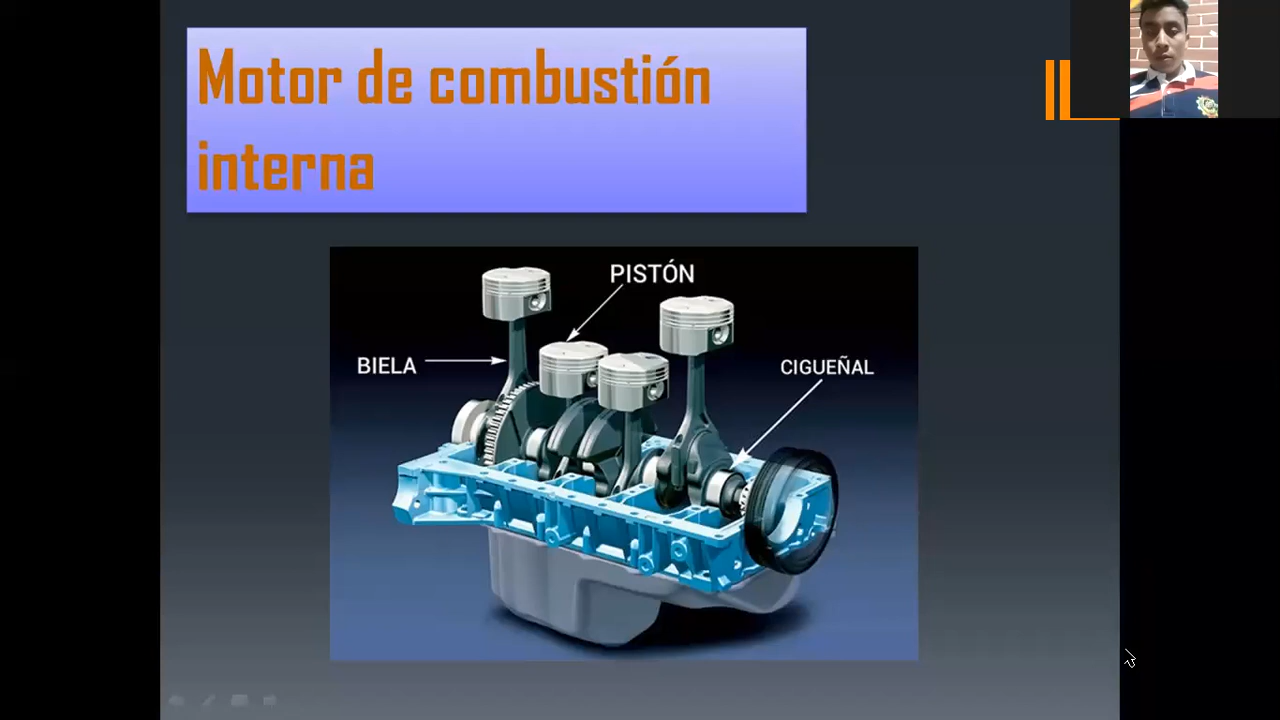 Motor de combustión
interna
PISTÓN
BIELA
CIGUEÑAL